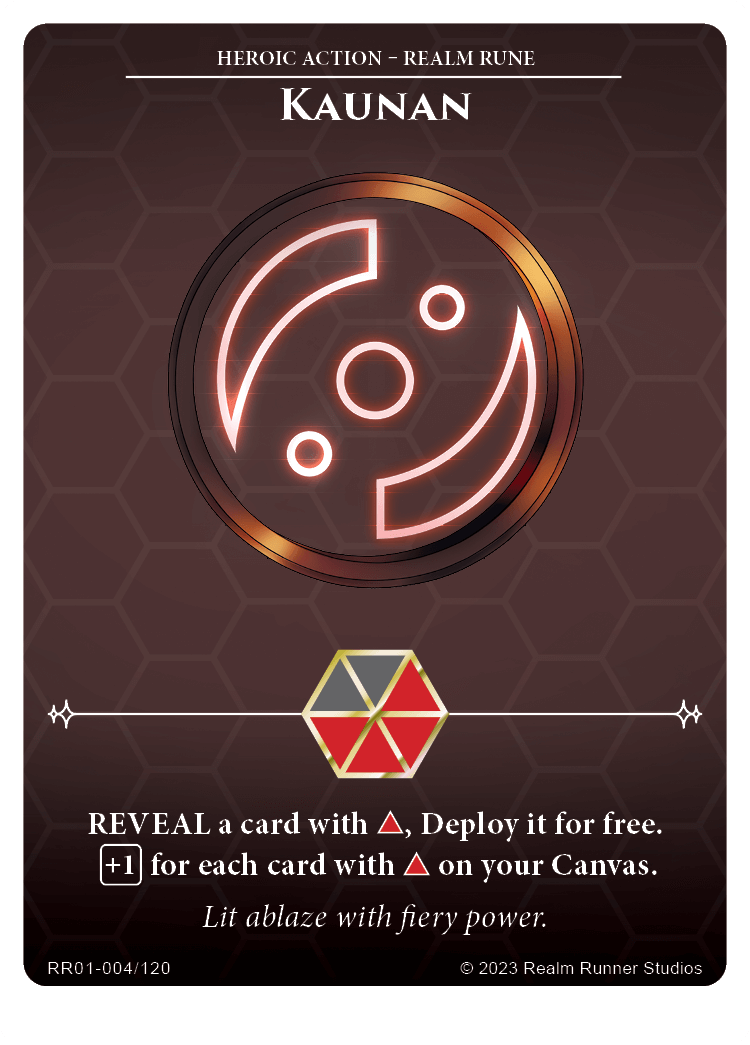 HEROIC ACTION – REALM RUNE
KAUNAN
REVEAL a card with , Deploy it for free.
+1 for each card with on your Canvas.
Lit ablaze with fiery power.
RR01-004/120
© 2023 Realm Runner Studios